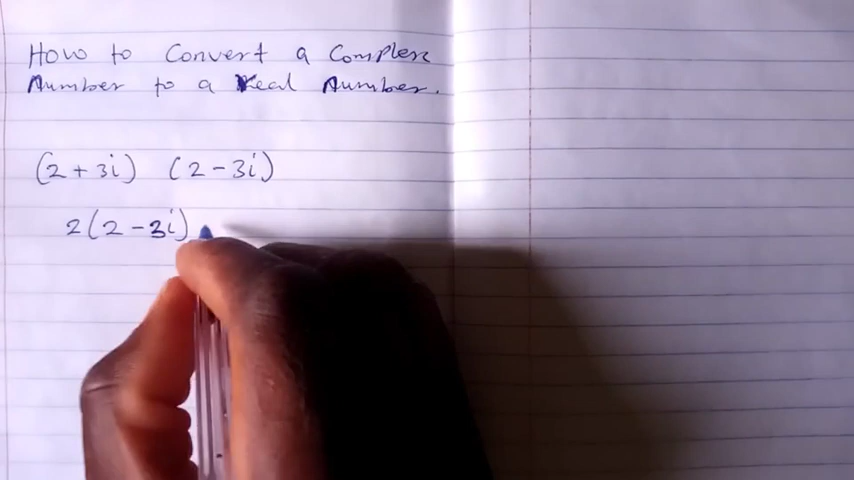 How to Convert a Complex
Number to a Real Number.
(2 + 3i) (2 - 3i)
2(2 - 3i)